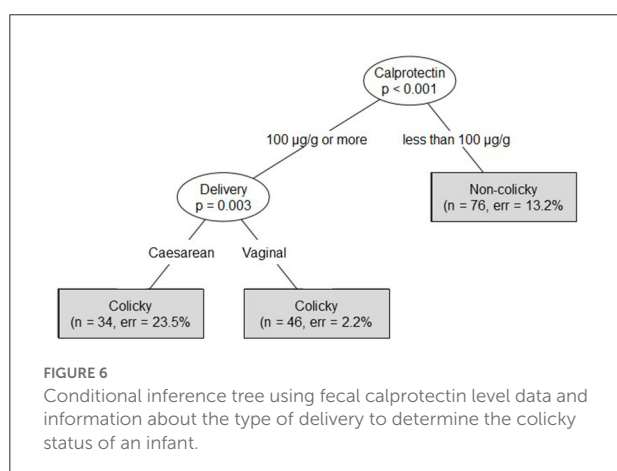 Calprotectin
p < 0.001
100 µg/g or more
less than 100 µg/g
Delivery
p = 0.003
Non-colicky
(n = 76, err = 13.2%
Caesarean
Vaginal
Colicky
(n = 34, err = 23.5%
Colicky
(n = 46, err = 2.2%
FIGURE 6
Conditional inference tree using fecal calprotectin level data and
information about the type of delivery to determine the colicky
status of an infant.